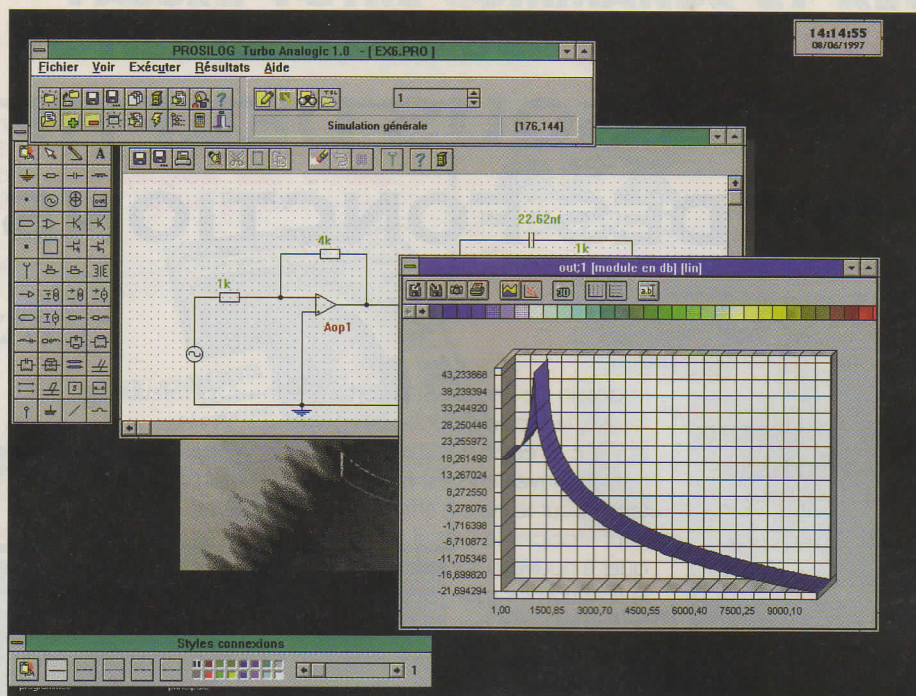 14:14:55
08/06/1997
PROSILOG Turbo Analogic 1.0 - [ EX6.PRO ]
Fichier Voir Exécuter Résultats Aide
1
Simulation générale
[176,144]
A
out
4k
1k
Aop1
22.62nf
1k
out;1 [module en db] [lin]
3D
a.b|
43,233868
38,239394
33,244920
28,250446
23,255972
18,261498
13,267024
8,272550
3,278076
-1,716398
-6,710872
-11,705346
-16,699820
-21,694294
1,00 1500,85 3000,70 4500,55 6000,40 7500,25 9000,10
Styles connexions
1